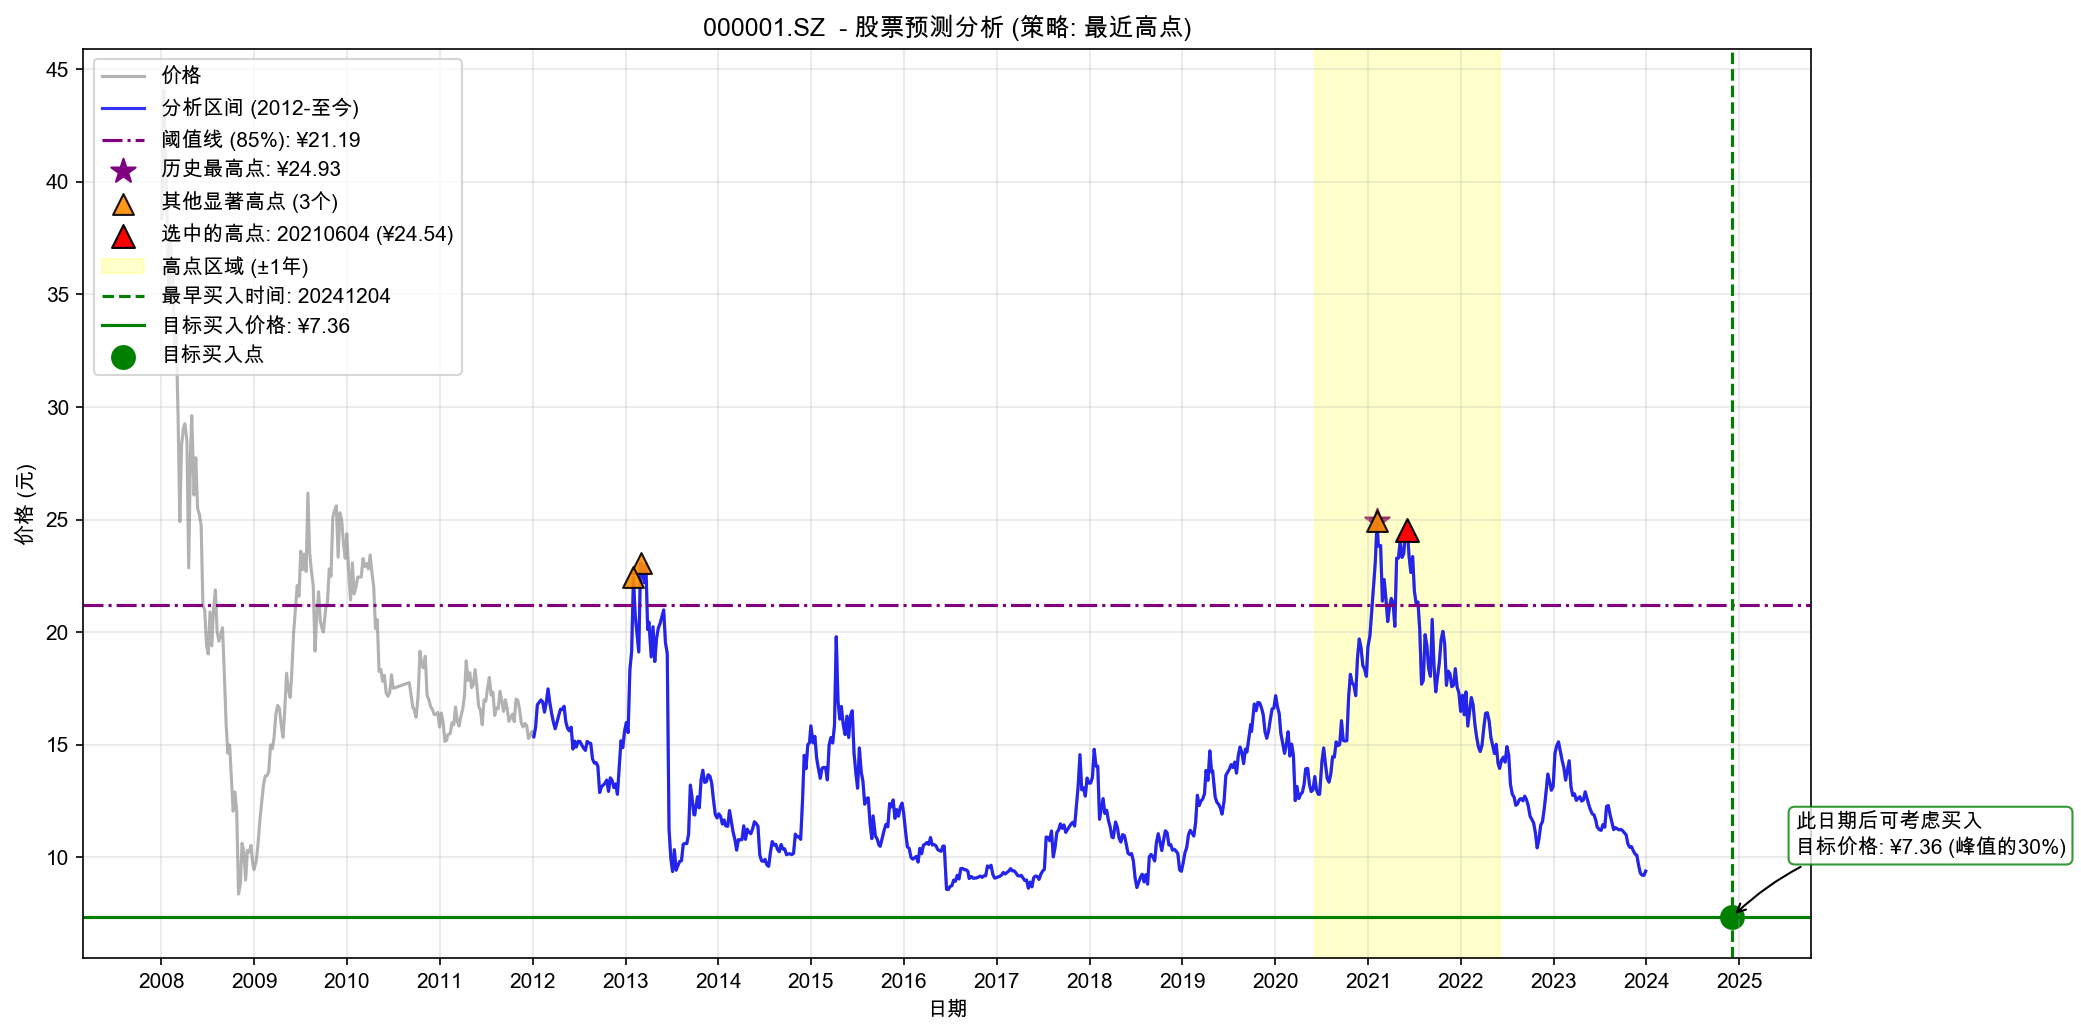 000001.SZ  - 股票预测分析 (策略: 最近高点)
价格
分析区间 (2012-至今)
阈值线 (85%): ¥21.19
历史最高点: ¥24.93
其他显著高点 (3个)
选中的高点: 20210604 (¥24.54)
高点区域 (±1年)
最早买入时间: 20241204
目标买入价格: ¥7.36
目标买入点
价格 (元)
45
40
35
30
25
20
15
10
此日期后可考虑买入
目标价格: ¥7.36 (峰值的30%)
2008 2009 2010 2011 2012 2013 2014 2015 2016 2017 2018 2019 2020 2021 2022 2023 2024 2025
日期